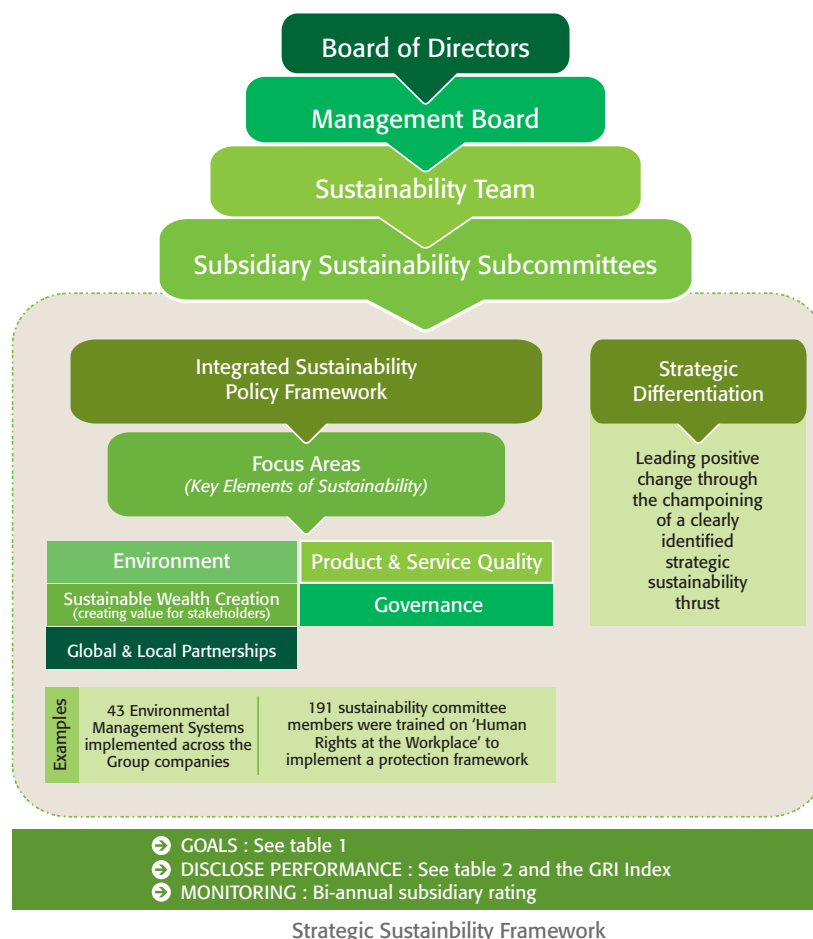 Board of Directors
Management Board
Sustainability Team
Subsidiary Sustainability Subcommittees
Integrated Sustainability
Policy Framework
Focus Areas
(Key Elements of Sustainability)
Environment
Product & Service Quality
Sustainable Wealth Creation
(creating value for stakeholders)
Governance
Global & Local Partnerships
Examples
43 Environmental
Management Systems
implemented across the
Group companies
191 sustainability committee
members were trained on ‘Human
Rights at the Workplace’ to
implement a protection framework
Strategic
Differentiation
Leading positive
change through
the champoining
of a clearly
identified
strategic
sustainability
thrust
GOALS : See table 1
DISCLOSE PERFORMANCE : See table 2 and the GRI Index
MONITORING : Bi-annual subsidiary rating
Strategic Sustainbility Framework